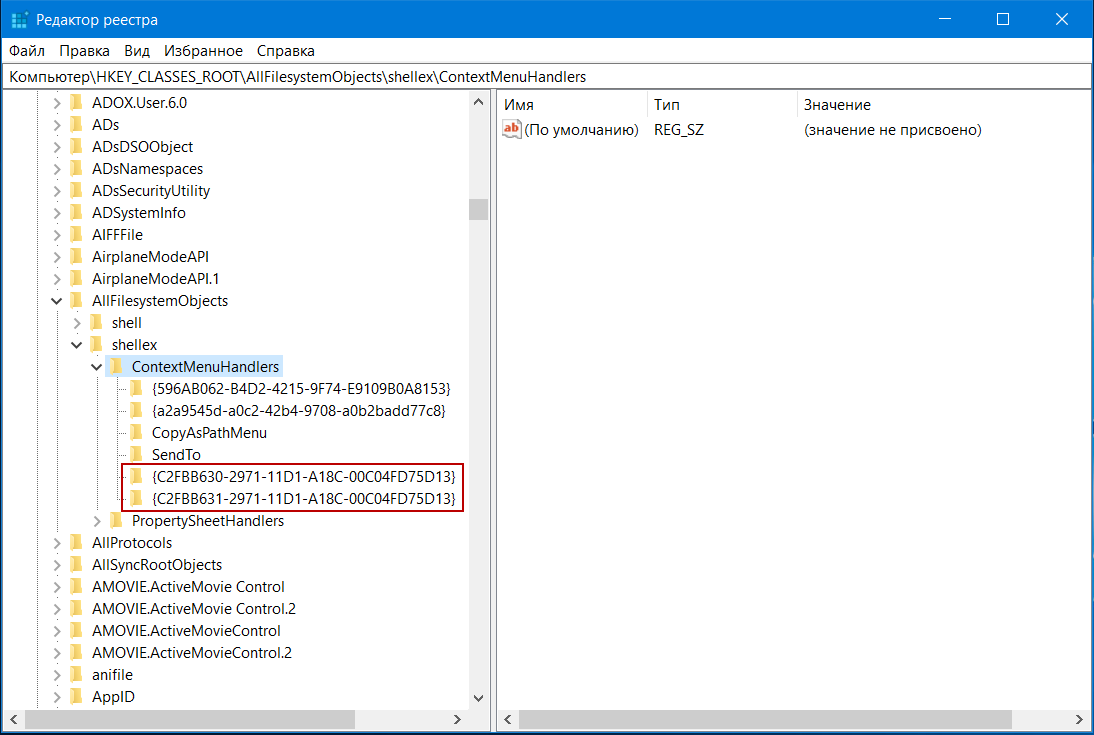 Редактор реестра
Файл Правка Вид Избранное Справка
Компьютер\HKEY_CLASSES_ROOT\AllFilesystemObjects\shellex\ContextMenuHandlers
ADOX.User.6.0
ADs
ADsDSOObject
ADsNamespaces
ADsSecurityUtility
ADSystemInfo
AIFFFile
AirplaneModeAPI
AirplaneModeAPI.1
AllFilesystemObjects
shell
shellex
ContextMenuHandlers
{596AB062-B4D2-4215-9F74-E9109B0A8153}
{a2a9545d-a0c2-42b4-9708-a0b2badd77c8}
CopyAsPathMenu
SendTo
{C2FBB630-2971-11D1-A18C-00C04FD75D13}
{C2FBB631-2971-11D1-A18C-00C04FD75D13}
PropertySheetHandlers
AllProtocols
AllSyncRootObjects
AMOVIE.ActiveMovie Control
AMOVIE.ActiveMovie Control.2
AMOVIE.ActiveMovieControl
AMOVIE.ActiveMovieControl.2
anifile
AppID
Имя Тип Значение
ab (По умолчанию) REG_SZ (значение не присвоено)